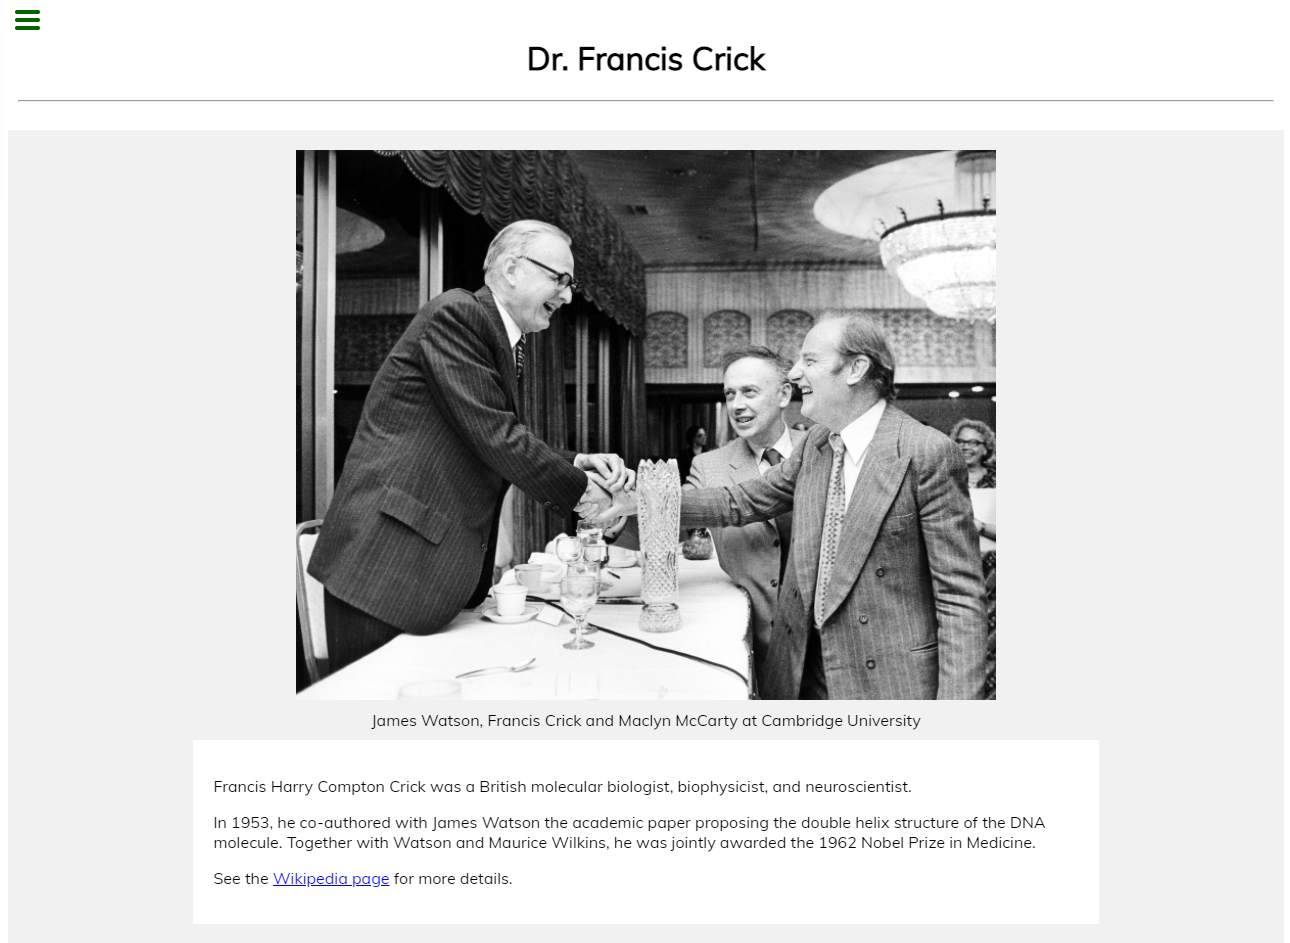 Dr. Francis Crick
James Watson, Francis Crick and Maclyn McCarty at Cambridge University
Francis Harry Compton Crick was a British molecular biologist, biophysicist, and neuroscientist.
In 1953, he co-authored with James Watson the academic paper proposing the double helix structure of the DNA
molecule. Together with Watson and Maurice Wilkins, he was jointly awarded the 1962 Nobel Prize in Medicine.
See the Wikipedia page for more details.